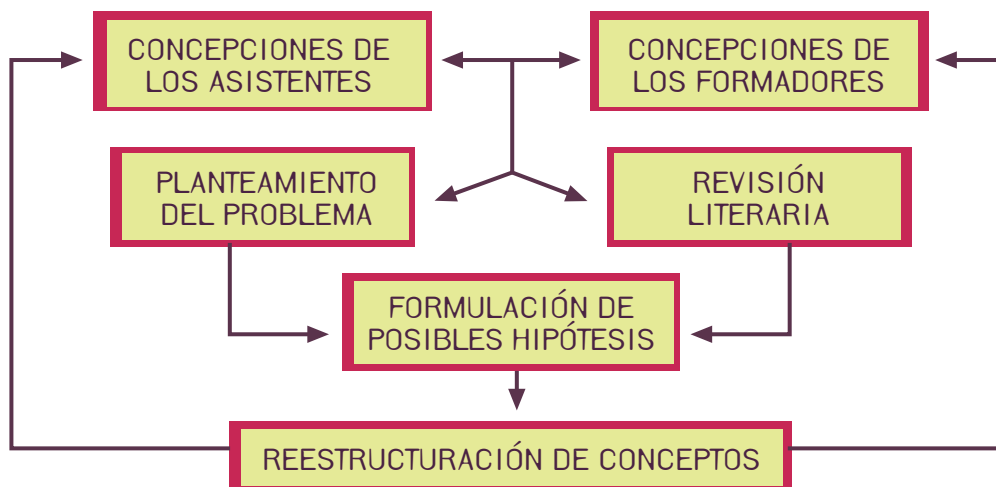 CONCEPCIONES DE
LOS ASISTENTES
CONCEPCIONES DE
LOS FORMADORES
PLANTEAMIENTO
DEL PROBLEMA
REVISIÓN
LITERARIA
FORMULACIÓN DE
POSIBLES HIPÓTESIS
REESTRUCTURACIÓN DE CONCEPTOS